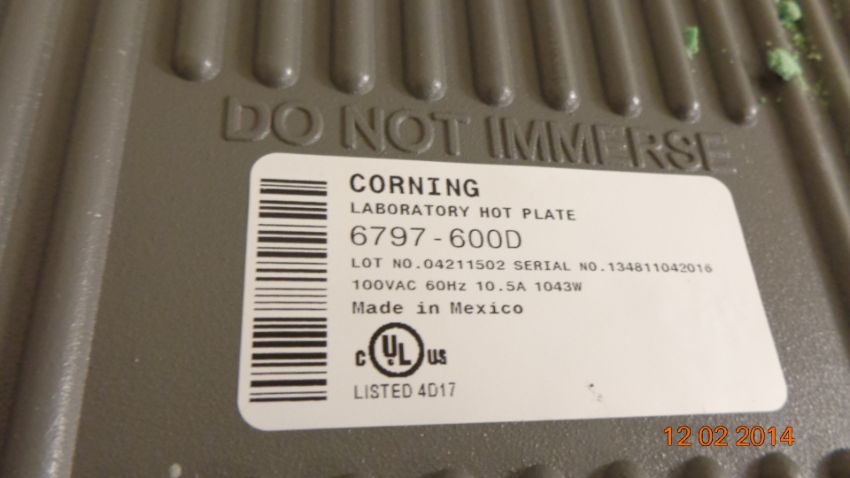 DO NOT IMMERSE
CORNING
LABORATORY HOT PLATE
6797-600D
LOT NO.04211502 SERIAL NO.134811042016
100VAC 60Hz 10.5A 1043W
Made in Mexico
C UL US
LISTED 4D17
12 02 2014